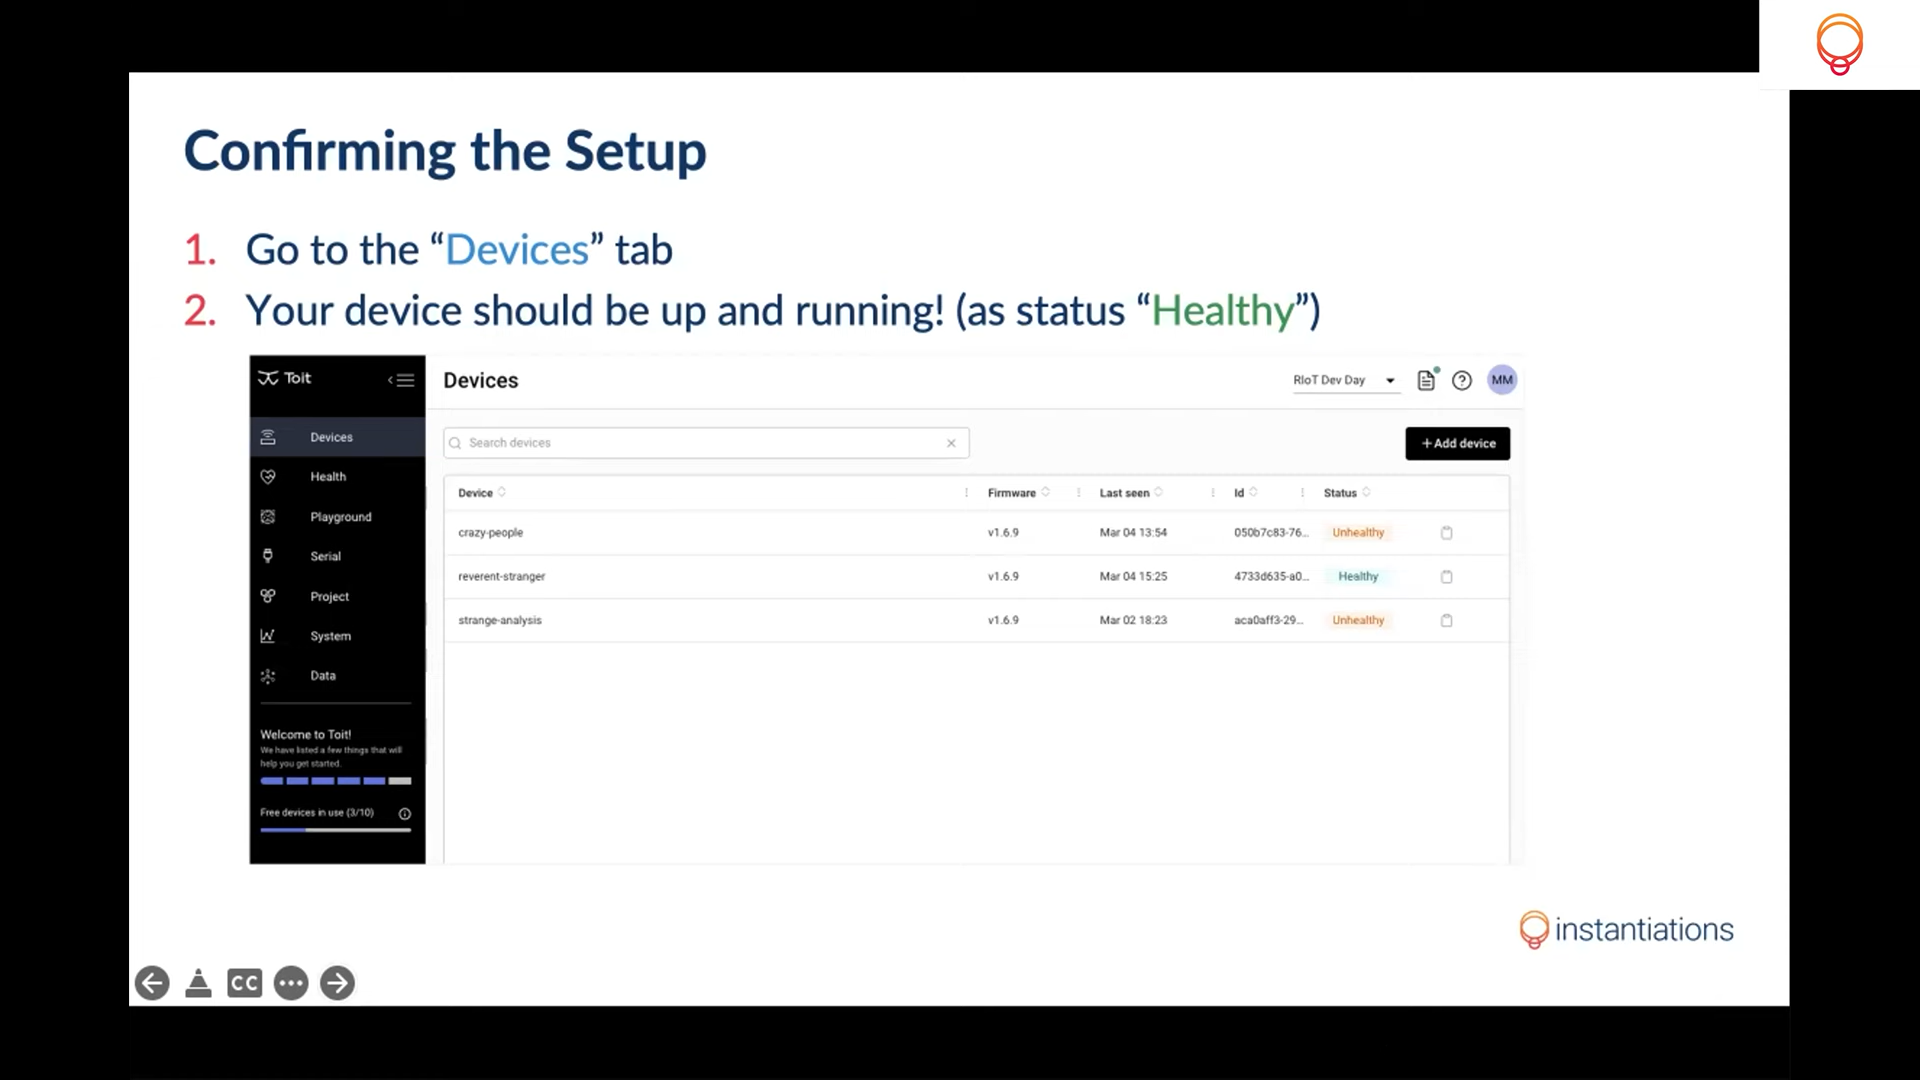 Confirming the Setup
1. Go to the “Devices” tab
2. Your device should be up and running! (as status “Healthy”)
Toit
Devices
RIoT Dev Day
MM
Devices
Health
Playground
Serial
Project
System
Data
Welcome to Toit!
We have listed a few things that will
help you get started.
Free devices in use (3/10)
Search devices
+ Add device
Device Firmware Last seen Id Status
crazy-people v1.6.9 Mar 04 13:54 050b7c83-76... Unhealthy
reverent-stranger v1.6.9 Mar 04 15:25 4733d635-a0... Healthy
strange-analysis v1.6.9 Mar 02 18:23 aca0aff3-29... Unhealthy
instantiations
CC